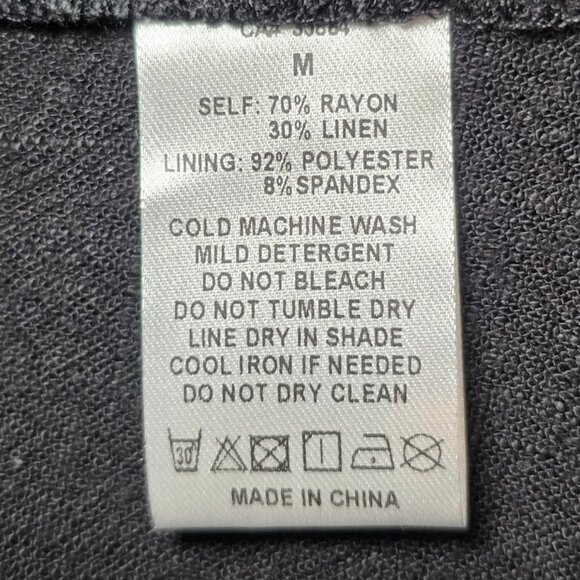 M
SELF: 70% RAYON
30% LINEN
LINING: 92% POLYESTER
8% SPANDEX
COLD MACHINE WASH
MILD DETERGENT
DO NOT BLEACH
DO NOT TUMBLE DRY
LINE DRY IN SHADE
COOL IRON IF NEEDED
DO NOT DRY CLEAN
30
MADE IN CHINA